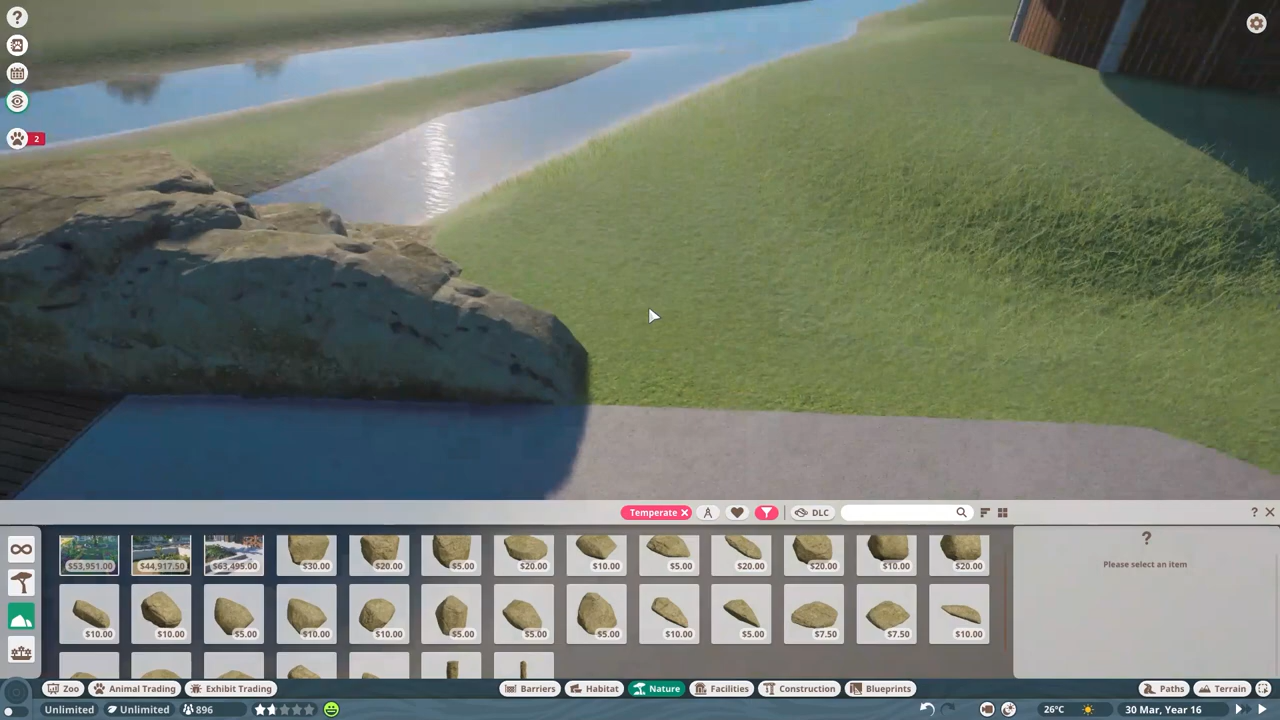 ?
2
Temperate ×
DLC
? ×
$53,951.00 $44,917.50 $63,495.00 $30.00 $20.00 $5.00 $20.00 $10.00 $5.00 $20.00 $20.00 $10.00 $20.00
?
Please select an item
$10.00 $10.00 $5.00 $10.00 $10.00 $5.00 $5.00 $5.00 $10.00 $5.00 $7.50 $7.50 $10.00
Zoo Animal Trading Exhibit Trading Barriers Habitat Nature Facilities Construction Blueprints Paths Terrain
Unlimited Unlimited 896 26°C 30 Mar, Year 16